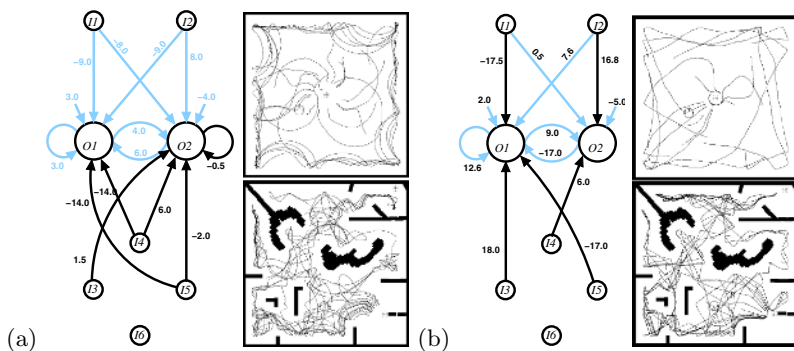 I1 I2 I1 I2
−8.0 −9.0 0.5 7.6
−9.0 8.0 −17.5 16.8
3.0 −4.0 2.0 −5.0
4.0 9.0
O1 O2 O1 O2
6.0 −17.0
3.0 −0.5 12.6
−14.0 −14.0 6.0 6.0
I4 −2.0 I4
1.5 18.0 −17.0
I3 I5 I3 I5
(a) I6 (b) I6